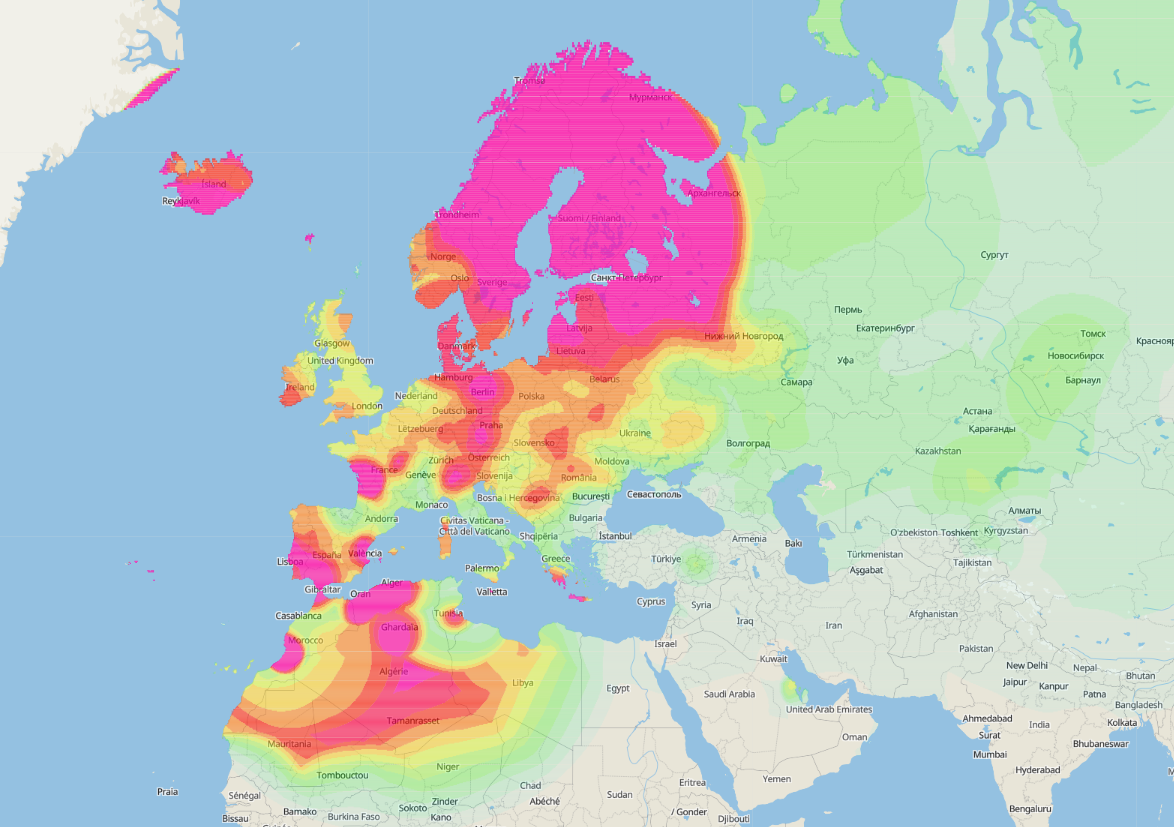 Tromsø
Мурманск
Ísland
Reykjavík
Архангельск
Trondheim
Suomi / Finland
Norge
Сургут
Oslo
Sverige
Санкт-Петербург
Eesti
Пермь
Latvija
Екатеринбург
Томск
Нижний Новгород
Glasgow
Danmark
Lietuva
Красноя
United Kingdom
Уфа
Новосибирск
Hamburg
Belarus
Самара
Барнаул
Ireland
Nederland
Berlin
Polska
London
Deutschland
Астана
Lëtzebuerg
Praha
Ukraine
Қарағанды
Slovensko
Волгоград
Kazakhstan
Zürich
Österreich
Moldova
France
Genève
Slovenija
România
Monaco
Bosna i Hercegovina
București
Севастополь
Andorra
Civitas Vaticana -
Città del Vaticano
Bulgaria
Алматы
Shqipëria
İstanbul
Armenia
Bakı
O'zbekiston
Toshkent
Kyrgyzstan
Lisboa
España
València
Greece
Türkiye
Türkmenistan
Tajikistan
Palermo
Aşgabat
Gibraltar
Oran
Alger
Valletta
Cyprus
Syria
Casablanca
Tunisia
Iraq
Iran
Afghanistan
Morocco
Ghardaïa
Israel
Pakistan
Kuwait
New Delhi
Nepal
Bhutan
Algérie
Libya
Egypt
Saudi Arabia
Jaipur
Kanpur
Patna
United Arab Emirates
Bangladesh
Tamanrasset
Ahmedabad
India
Kolkata
Mauritania
Oman
Surat
Bhubaneswar
Mumbai
Niger
Tombouctou
Hyderabad
Yemen
Praia
Sénégal
Chad
Eritrea
Sudan
Zinder
Abéché
Bamako
Sokoto
/ Gonder
Bengaluru
Bissau
Burkina Faso
Kano
Djibouti